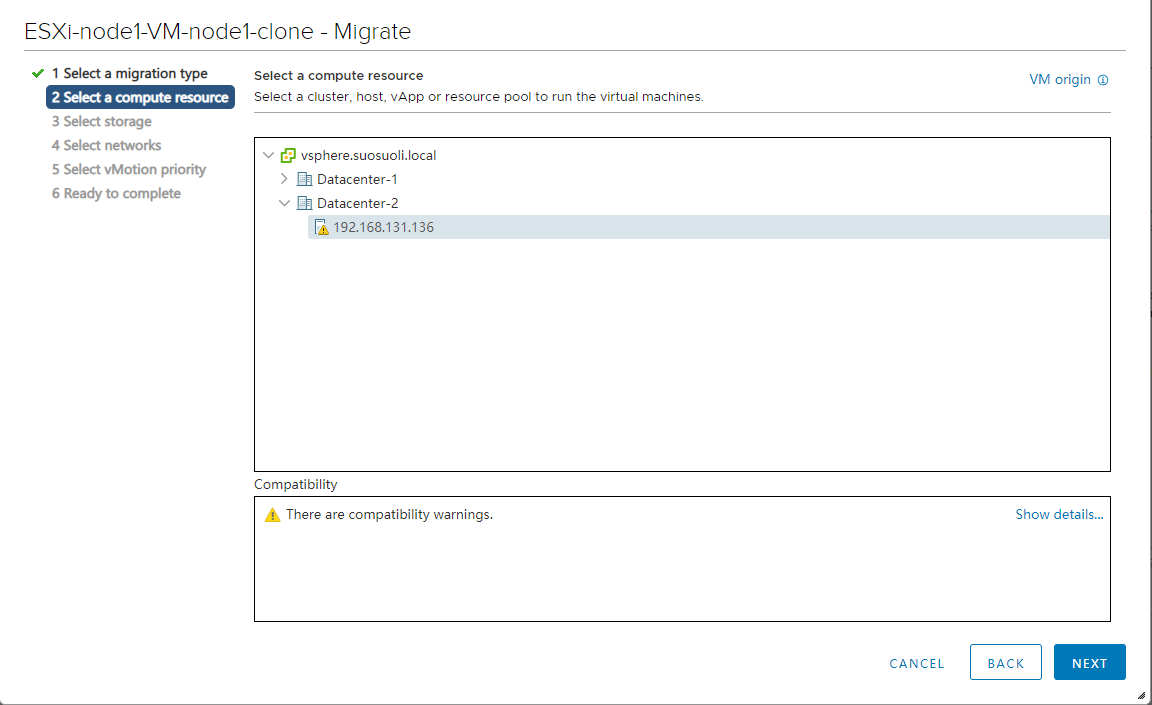 ESXi-node1-VM-node1-clone - Migrate
1 Select a migration type
2 Select a compute resource
3 Select storage
4 Select networks
5 Select vMotion priority
6 Ready to complete
Select a compute resource
VM origin
Select a cluster, host, vApp or resource pool to run the virtual machines.
vsphere.suosuoli.local
Datacenter-1
Datacenter-2
192.168.131.136
Compatibility
There are compatibility warnings.
Show details...
CANCEL
BACK
NEXT